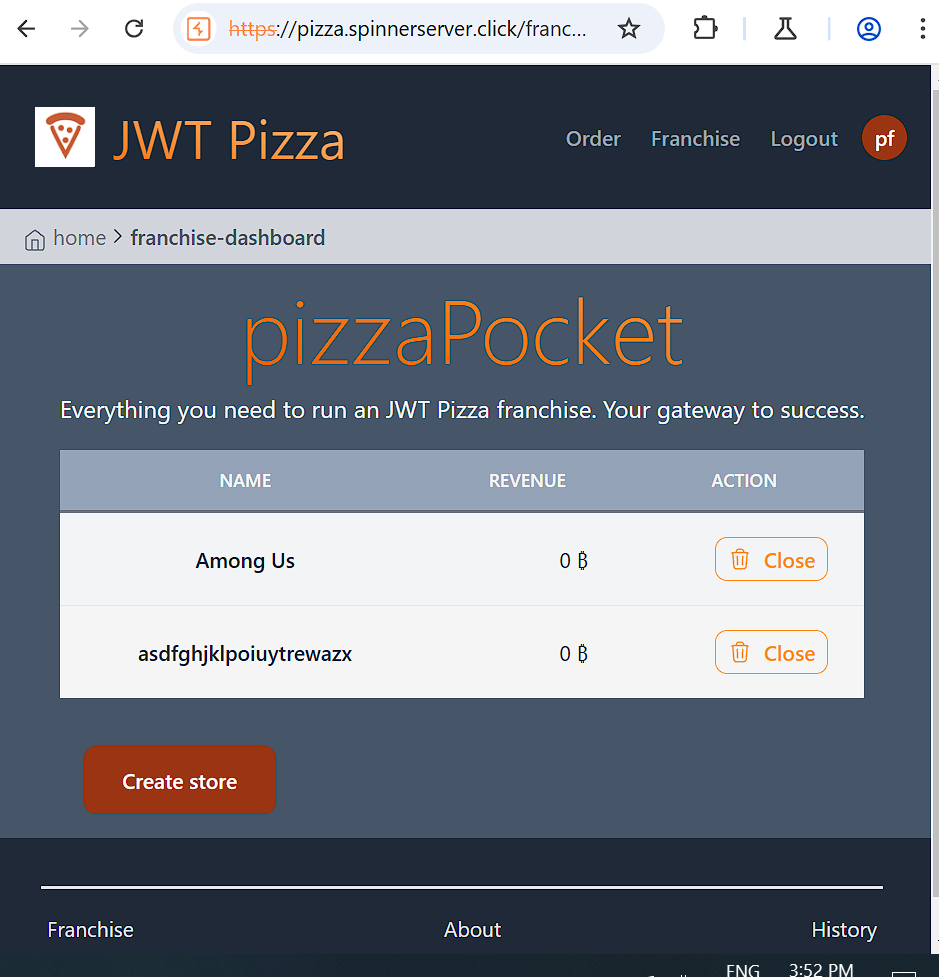 https://pizza.spinnerserver.click/franc...
JWT Pizza
Order Franchise Logout pf
home > franchise-dashboard
pizzaPocket
Everything you need to run an JWT Pizza franchise. Your gateway to success.
NAME REVENUE ACTION
Among Us 0 ₿ Close
asdfghjklpoiuytrewazx 0 ₿ Close
Create store
Franchise About History
ENG 3:52 PM